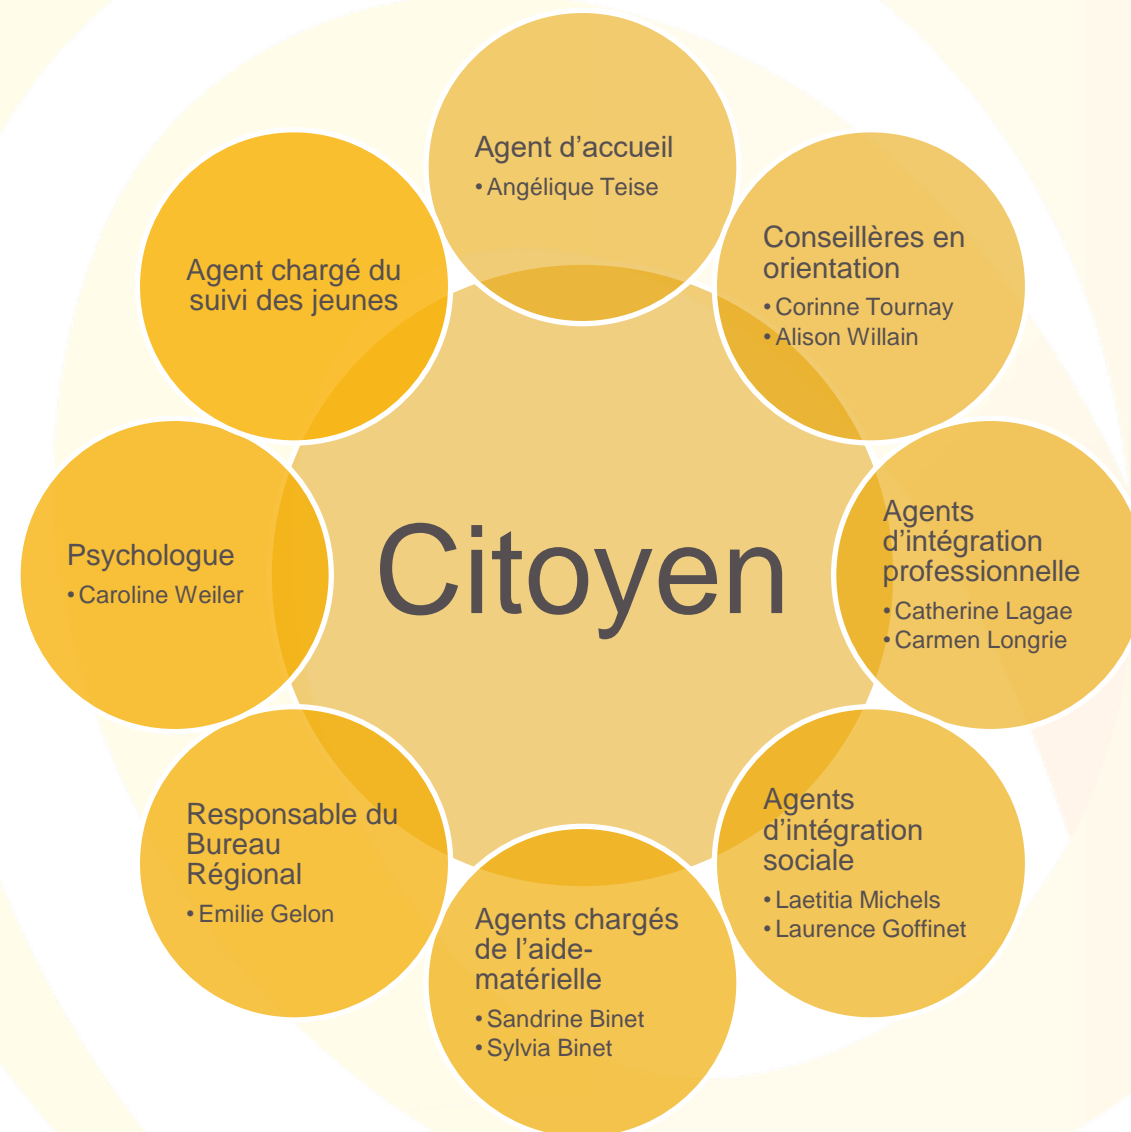 Agent d’accueil
• Angélique Teise
Conseillères en
orientation
• Corinne Tournay
• Alison Willain
Agents
d’intégration
professionnelle
• Catherine Lagae
• Carmen Longrie
Agents
d’intégration
sociale
• Laetitia Michels
• Laurence Goffinet
Agents chargés
de l’aide-
matérielle
• Sandrine Binet
• Sylvia Binet
Responsable du
Bureau
Régional
• Emilie Gelon
Psychologue
• Caroline Weiler
Agent chargé du
suivi des jeunes
Citoyen